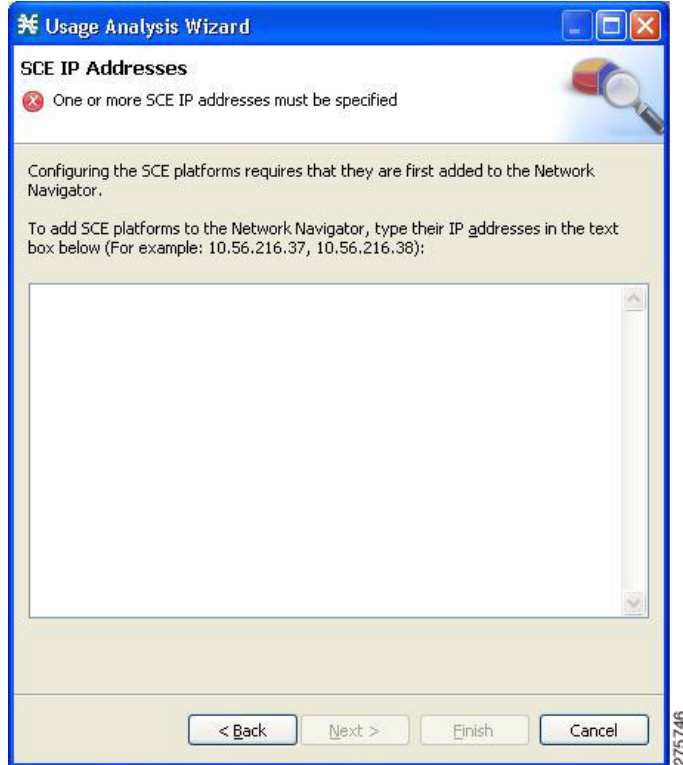 Usage Analysis Wizard
SCE IP Addresses
One or more SCE IP addresses must be specified
Configuring the SCE platforms requires that they are first added to the Network
Navigator.
To add SCE platforms to the Network Navigator, type their IP addresses in the text
box below (For example: 10.56.216.37, 10.56.216.38):
< Back
Next >
Finish
Cancel
275746